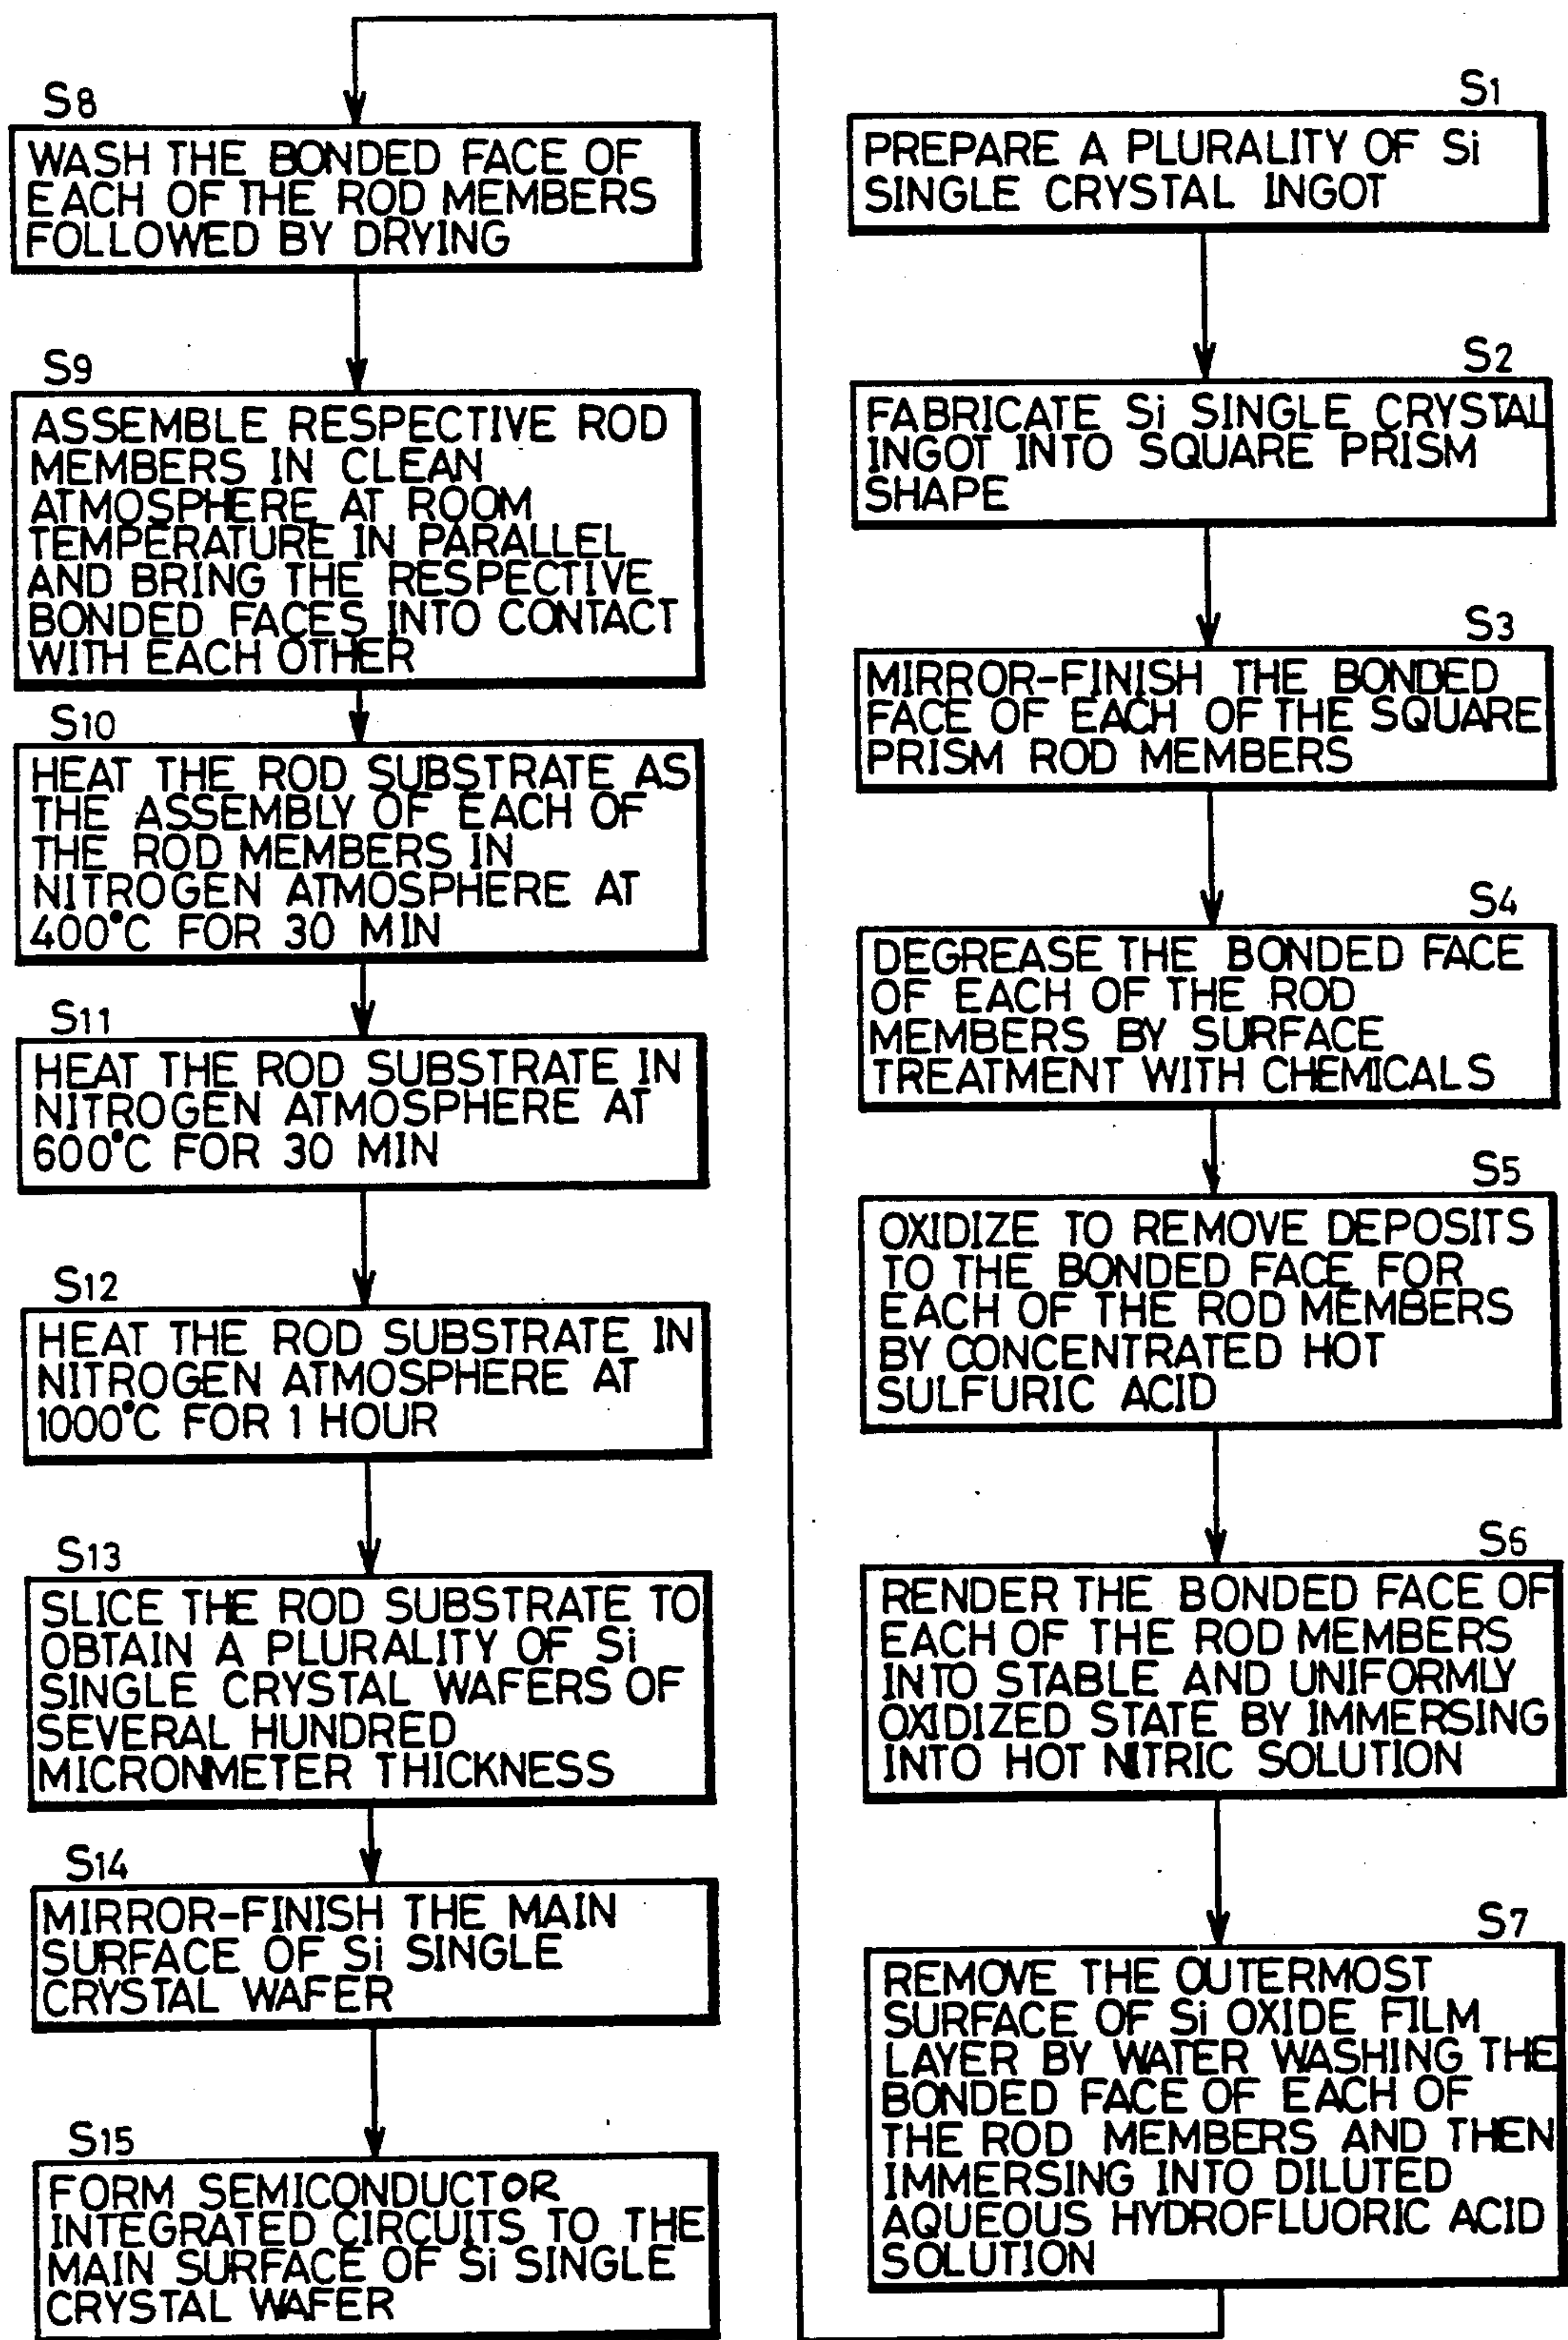 S1
PREPARE A PLURALITY OF Si
SINGLE CRYSTAL INGOT
S2
FABRICATE Si SINGLE CRYSTAL
INGOT INTO SQUARE PRISM
SHAPE
S3
MIRROR-FINISH THE BONDED
FACE OF EACH OF THE SQUARE
PRISM ROD MEMBERS
S4
DEGREASE THE BONDED FACE
OF EACH OF THE ROD
MEMBERS BY SURFACE
TREATMENT WITH CHEMICALS
S5
OXIDIZE TO REMOVE DEPOSITS
TO THE BONDED FACE FOR
EACH OF THE ROD MEMBERS
BY CONCENTRATED HOT
SULFURIC ACID
S6
RENDER THE BONDED FACE OF
EACH OF THE ROD MEMBERS
INTO STABLE AND UNIFORMLY
OXIDIZED STATE BY IMMERSING
INTO HOT NITRIC SOLUTION
S7
REMOVE THE OUTERMOST
SURFACE OF Si OXIDE FILM
LAYER BY WATER WASHING THE
BONDED FACE OF EACH OF
THE ROD MEMBERS AND THEN
IMMERSING INTO DILUTED
AQUEOUS HYDROFLUORIC ACID
SOLUTION
S8
WASH THE BONDED FACE OF
EACH OF THE ROD MEMBERS
FOLLOWED BY DRYING
S9
ASSEMBLE RESPECTIVE ROD
MEMBERS IN CLEAN
ATMOSPHERE AT ROOM
TEMPERATURE IN PARALLEL
AND BRING THE RESPECTIVE
BONDED FACES INTO CONTACT
WITH EACH OTHER
S10
HEAT THE ROD SUBSTRATE AS
THE ASSEMBLY OF EACH OF
THE ROD MEMBERS IN
NITROGEN ATMOSPHERE AT
400°C FOR 30 MIN
S11
HEAT THE ROD SUBSTRATE IN
NITROGEN ATMOSPHERE AT
600°C FOR 30 MIN
S12
HEAT THE ROD SUBSTRATE IN
NITROGEN ATMOSPHERE AT
1000°C FOR 1 HOUR
S13
SLICE THE ROD SUBSTRATE TO
OBTAIN A PLURALITY OF Si
SINGLE CRYSTAL WAFERS OF
SEVERAL HUNDRED
MICRONMETER THICKNESS
S14
MIRROR-FINISH THE MAIN
SURFACE OF Si SINGLE
CRYSTAL WAFER
S15
FORM SEMICONDUCTOR
INTEGRATED CIRCUITS TO THE
MAIN SURFACE OF Si SINGLE
CRYSTAL WAFER